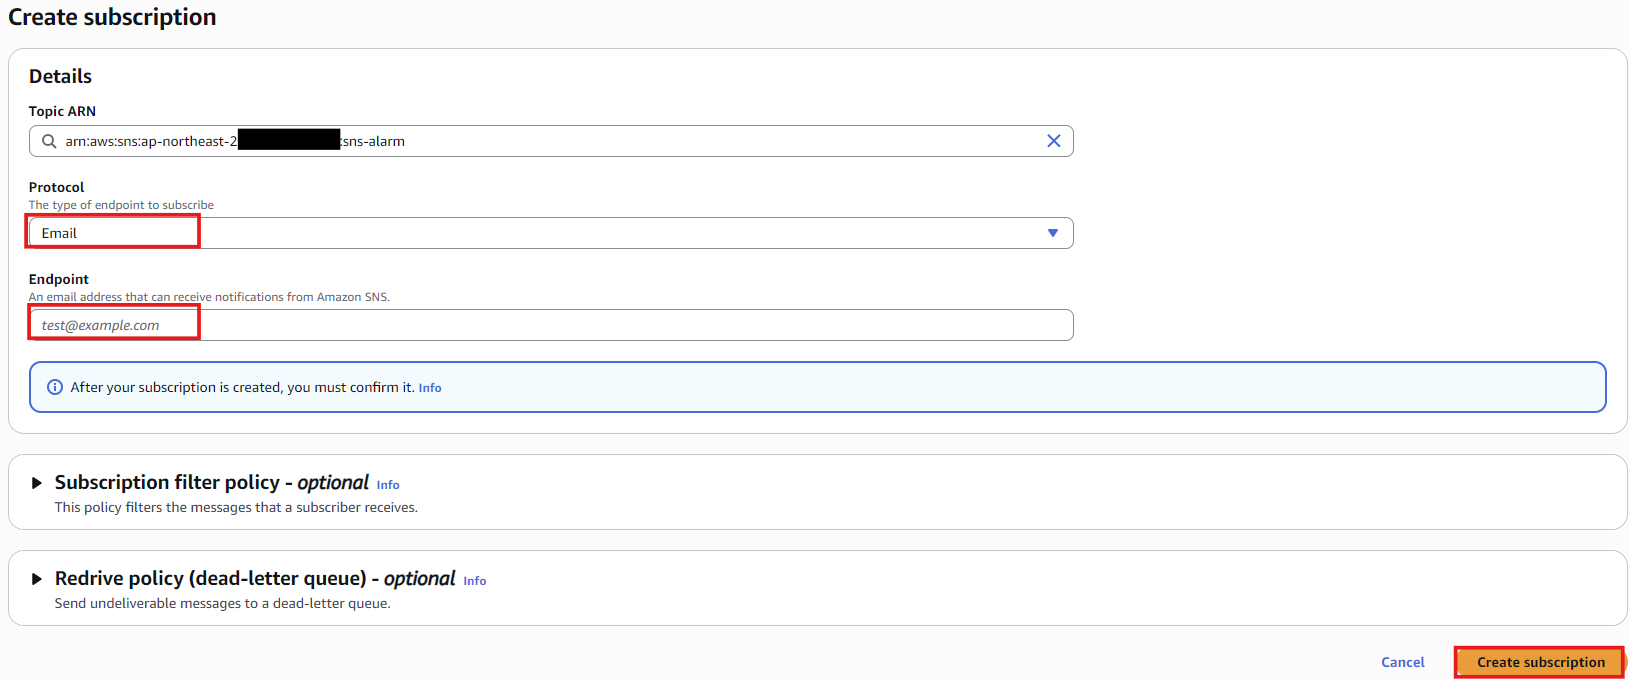 Create subscription
Details
Topic ARN
arn:aws:sns:ap-northeast-2 :sns-alarm
Protocol
The type of endpoint to subscribe
Email
Endpoint
An email address that can receive notifications from Amazon SNS.
test@example.com
After your subscription is created, you must confirm it. Info
Subscription filter policy - optional Info
This policy filters the messages that a subscriber receives.
Redrive policy (dead-letter queue) - optional Info
Send undeliverable messages to a dead-letter queue.
Cancel Create subscription